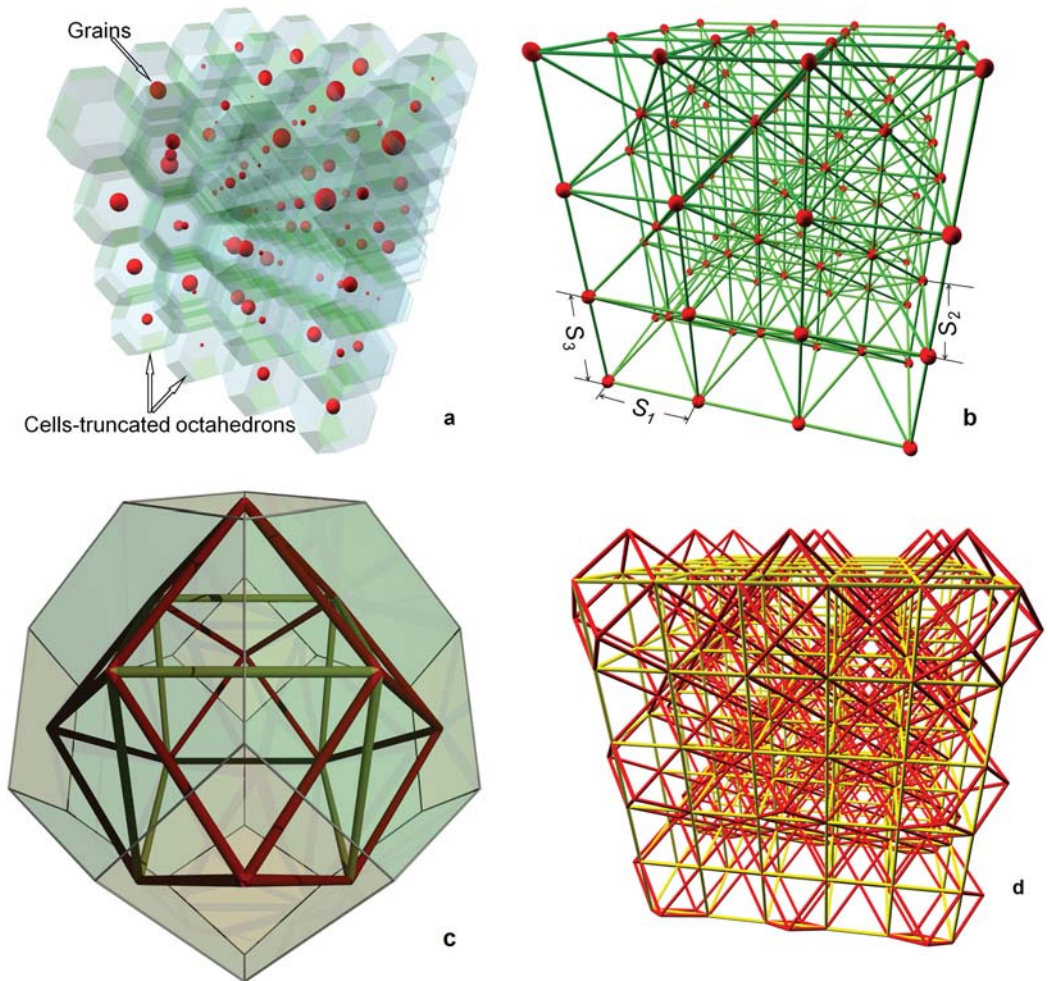 Grains
Cells-truncated octahedrons
a
S₃
S₁
S₂
b
c
d